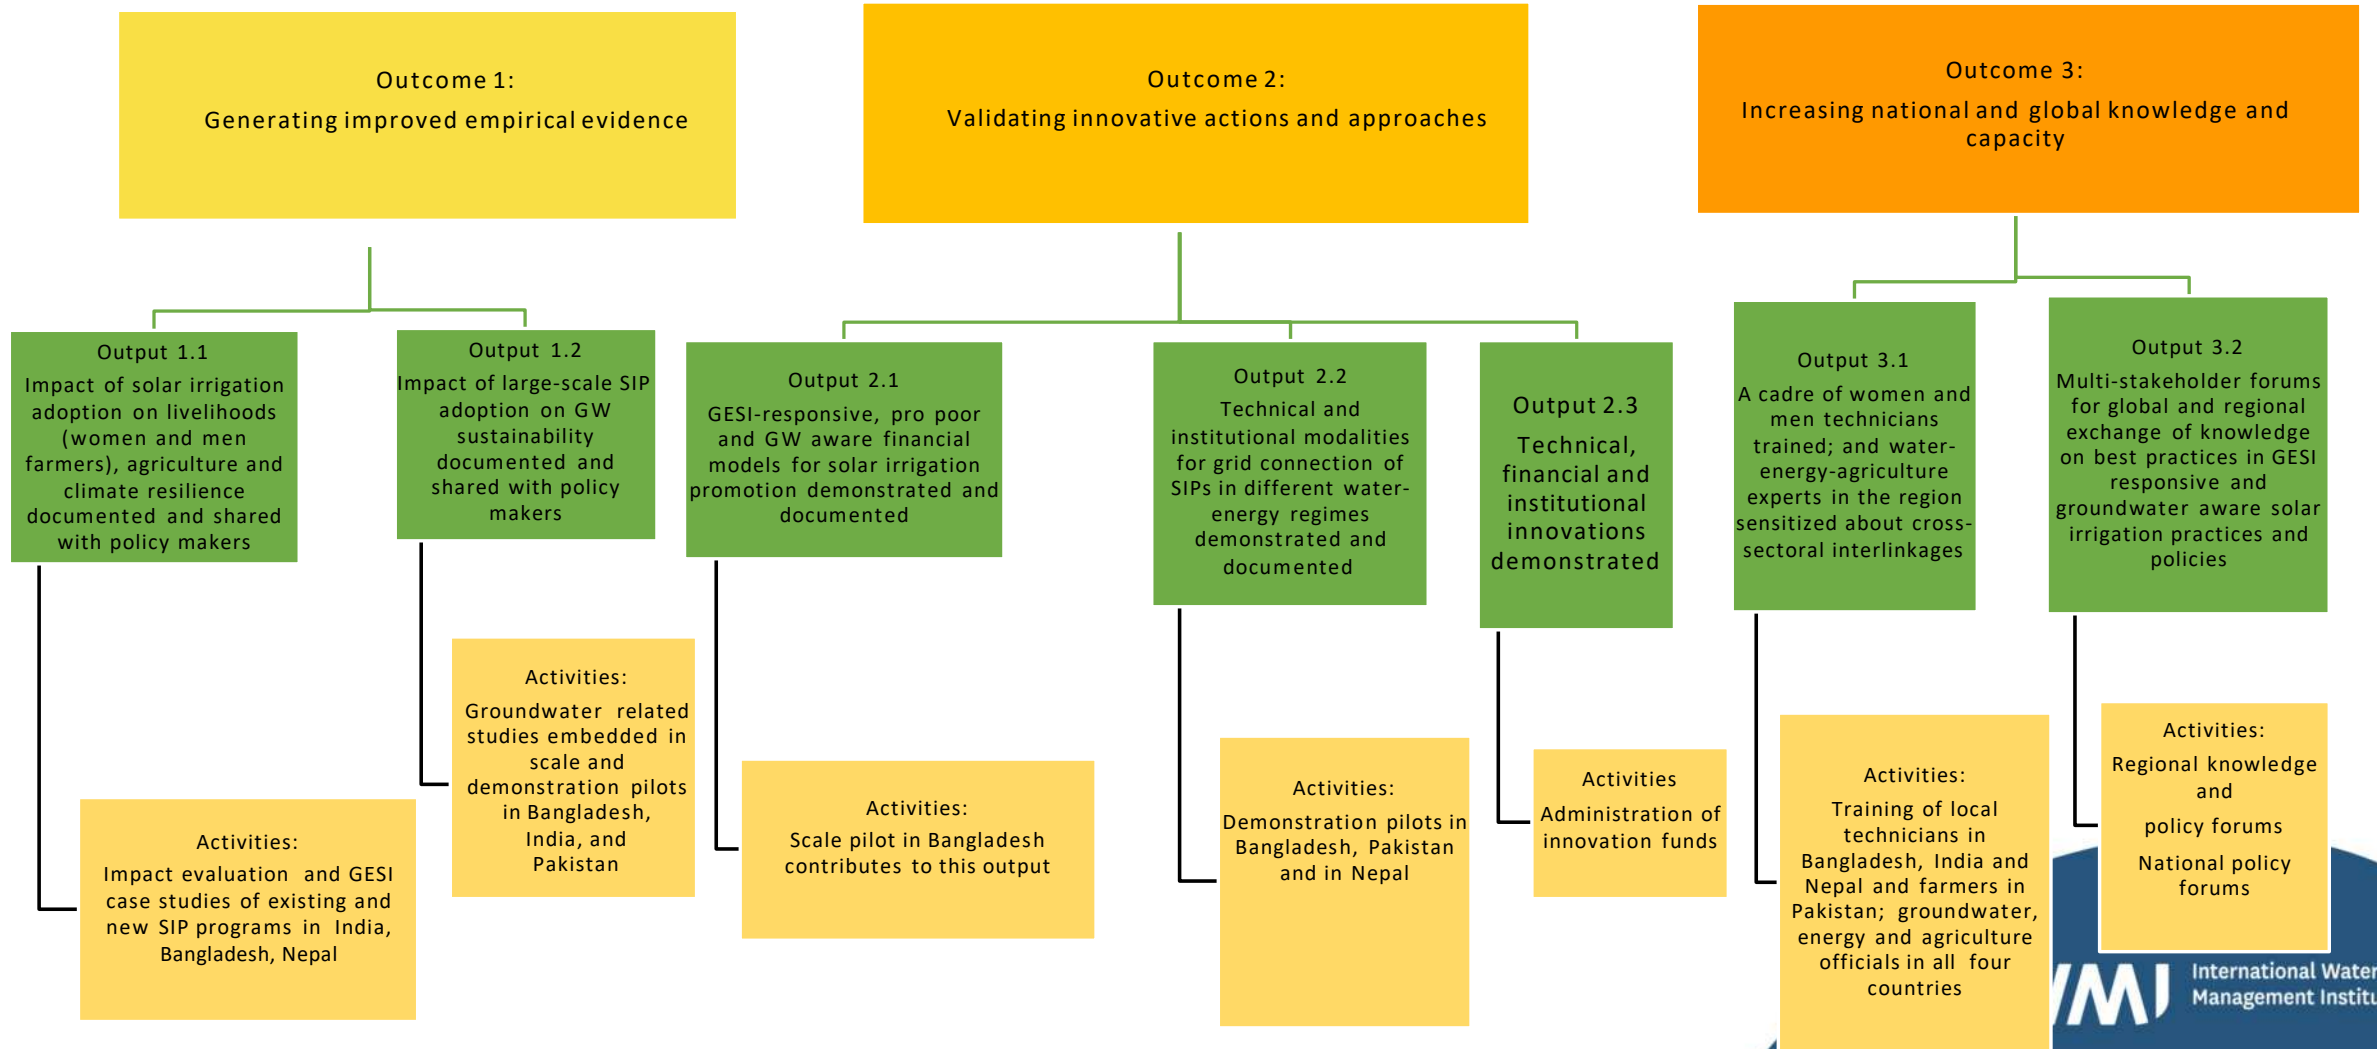 Outcome 1:
Generating improved empirical evidence
Outcome 2:
Validating innovative actions and approaches
Outcome 3:
Increasing national and global knowledge and
capacity
Output 1.1
Impact of solar irrigation
adoption on livelihoods
(women and men
farmers), agriculture and
climate resilience
documented and shared
with policy makers
Output 1.2
Impact of large-scale SIP
adoption on GW
sustainability
documented and
shared with policy
makers
Output 2.1
GESI-responsive, pro poor
and GW aware financial
models for solar irrigation
promotion demonstrated and
documented
Output 2.2
Technical and
institutional modalities
for grid connection of
SIPs in different water-
energy regimes
demonstrated and
documented
Output 2.3
Technical,
financial and
institutional
innovations
demonstrated
Output 3.1
A cadre of women and
men technicians
trained; and water-
energy-agriculture
experts in the region
sensitized about cross-
sectoral interlinkages
Output 3.2
Multi-stakeholder forums
for global and regional
exchange of knowledge
on best practices in GESI
responsive and
groundwater aware solar
irrigation practices and
policies
Activities:
Impact evaluation and GESI
case studies of existing and
new SIP programs in India,
Bangladesh, Nepal
Activities:
Groundwater related
studies embedded in
scale and
demonstration pilots
in Bangladesh,
India, and
Pakistan
Activities:
Scale pilot in Bangladesh
contributes to this output
Activities:
Demonstration pilots in
Bangladesh, Pakistan
and in Nepal
Activities
Administration of
innovation funds
Activities:
Training of local
technicians in
Bangladesh, India and
Nepal and farmers in
Pakistan; groundwater,
energy and agriculture
officials in all four
countries
Activities:
Regional knowledge
and
policy forums
National policy
forums
International Water
Management Institu